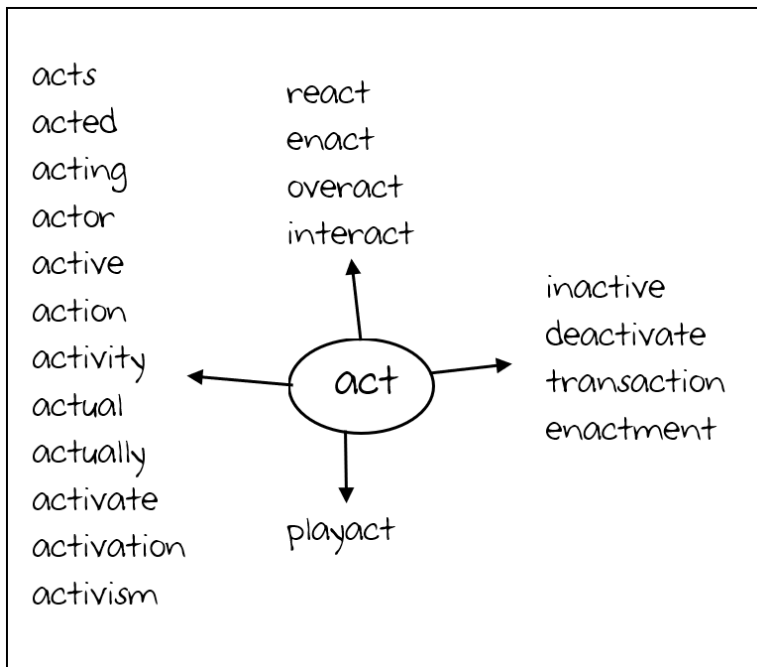 acts
acted
acting
actor
active
action
activity
actual
actually
activate
activation
activism
react
enact
overact
interact
act
playact
inactive
deactivate
transaction
enactment